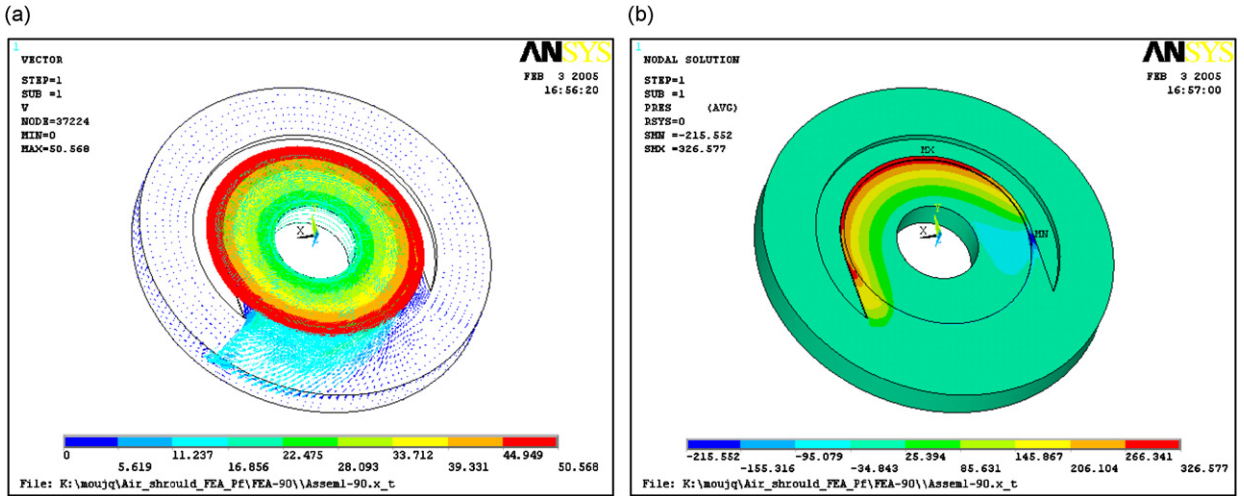 (a)
1
ANSYS
VECTOR
FEB 3 2005
16:56:20
STEP=1
SUB =1
V
NODE=37224
MIN=0
MAX=50.568
X
Z
0 11.237 22.475 33.712 44.949
5.619 16.856 28.093 39.331 50.568
File: K:\moujq\Air_shrould_FEA_Pf\FEA-90\\Asseml-90.x_t
(b)
1
ANSYS
NODAL SOLUTION
FEB 3 2005
16:57:00
STEP=1
SUB =1
PRES (AVG)
RSYS=0
SMN =-215.552
SMX =326.577
MX
Y
X
Z
MN
-215.552 -95.079 25.394 145.867 266.341
-155.316 -34.843 85.631 206.104 326.577
File: K:\moujq\Air_shrould_FEA_Pf\FEA-90\\Asseml-90.x_t